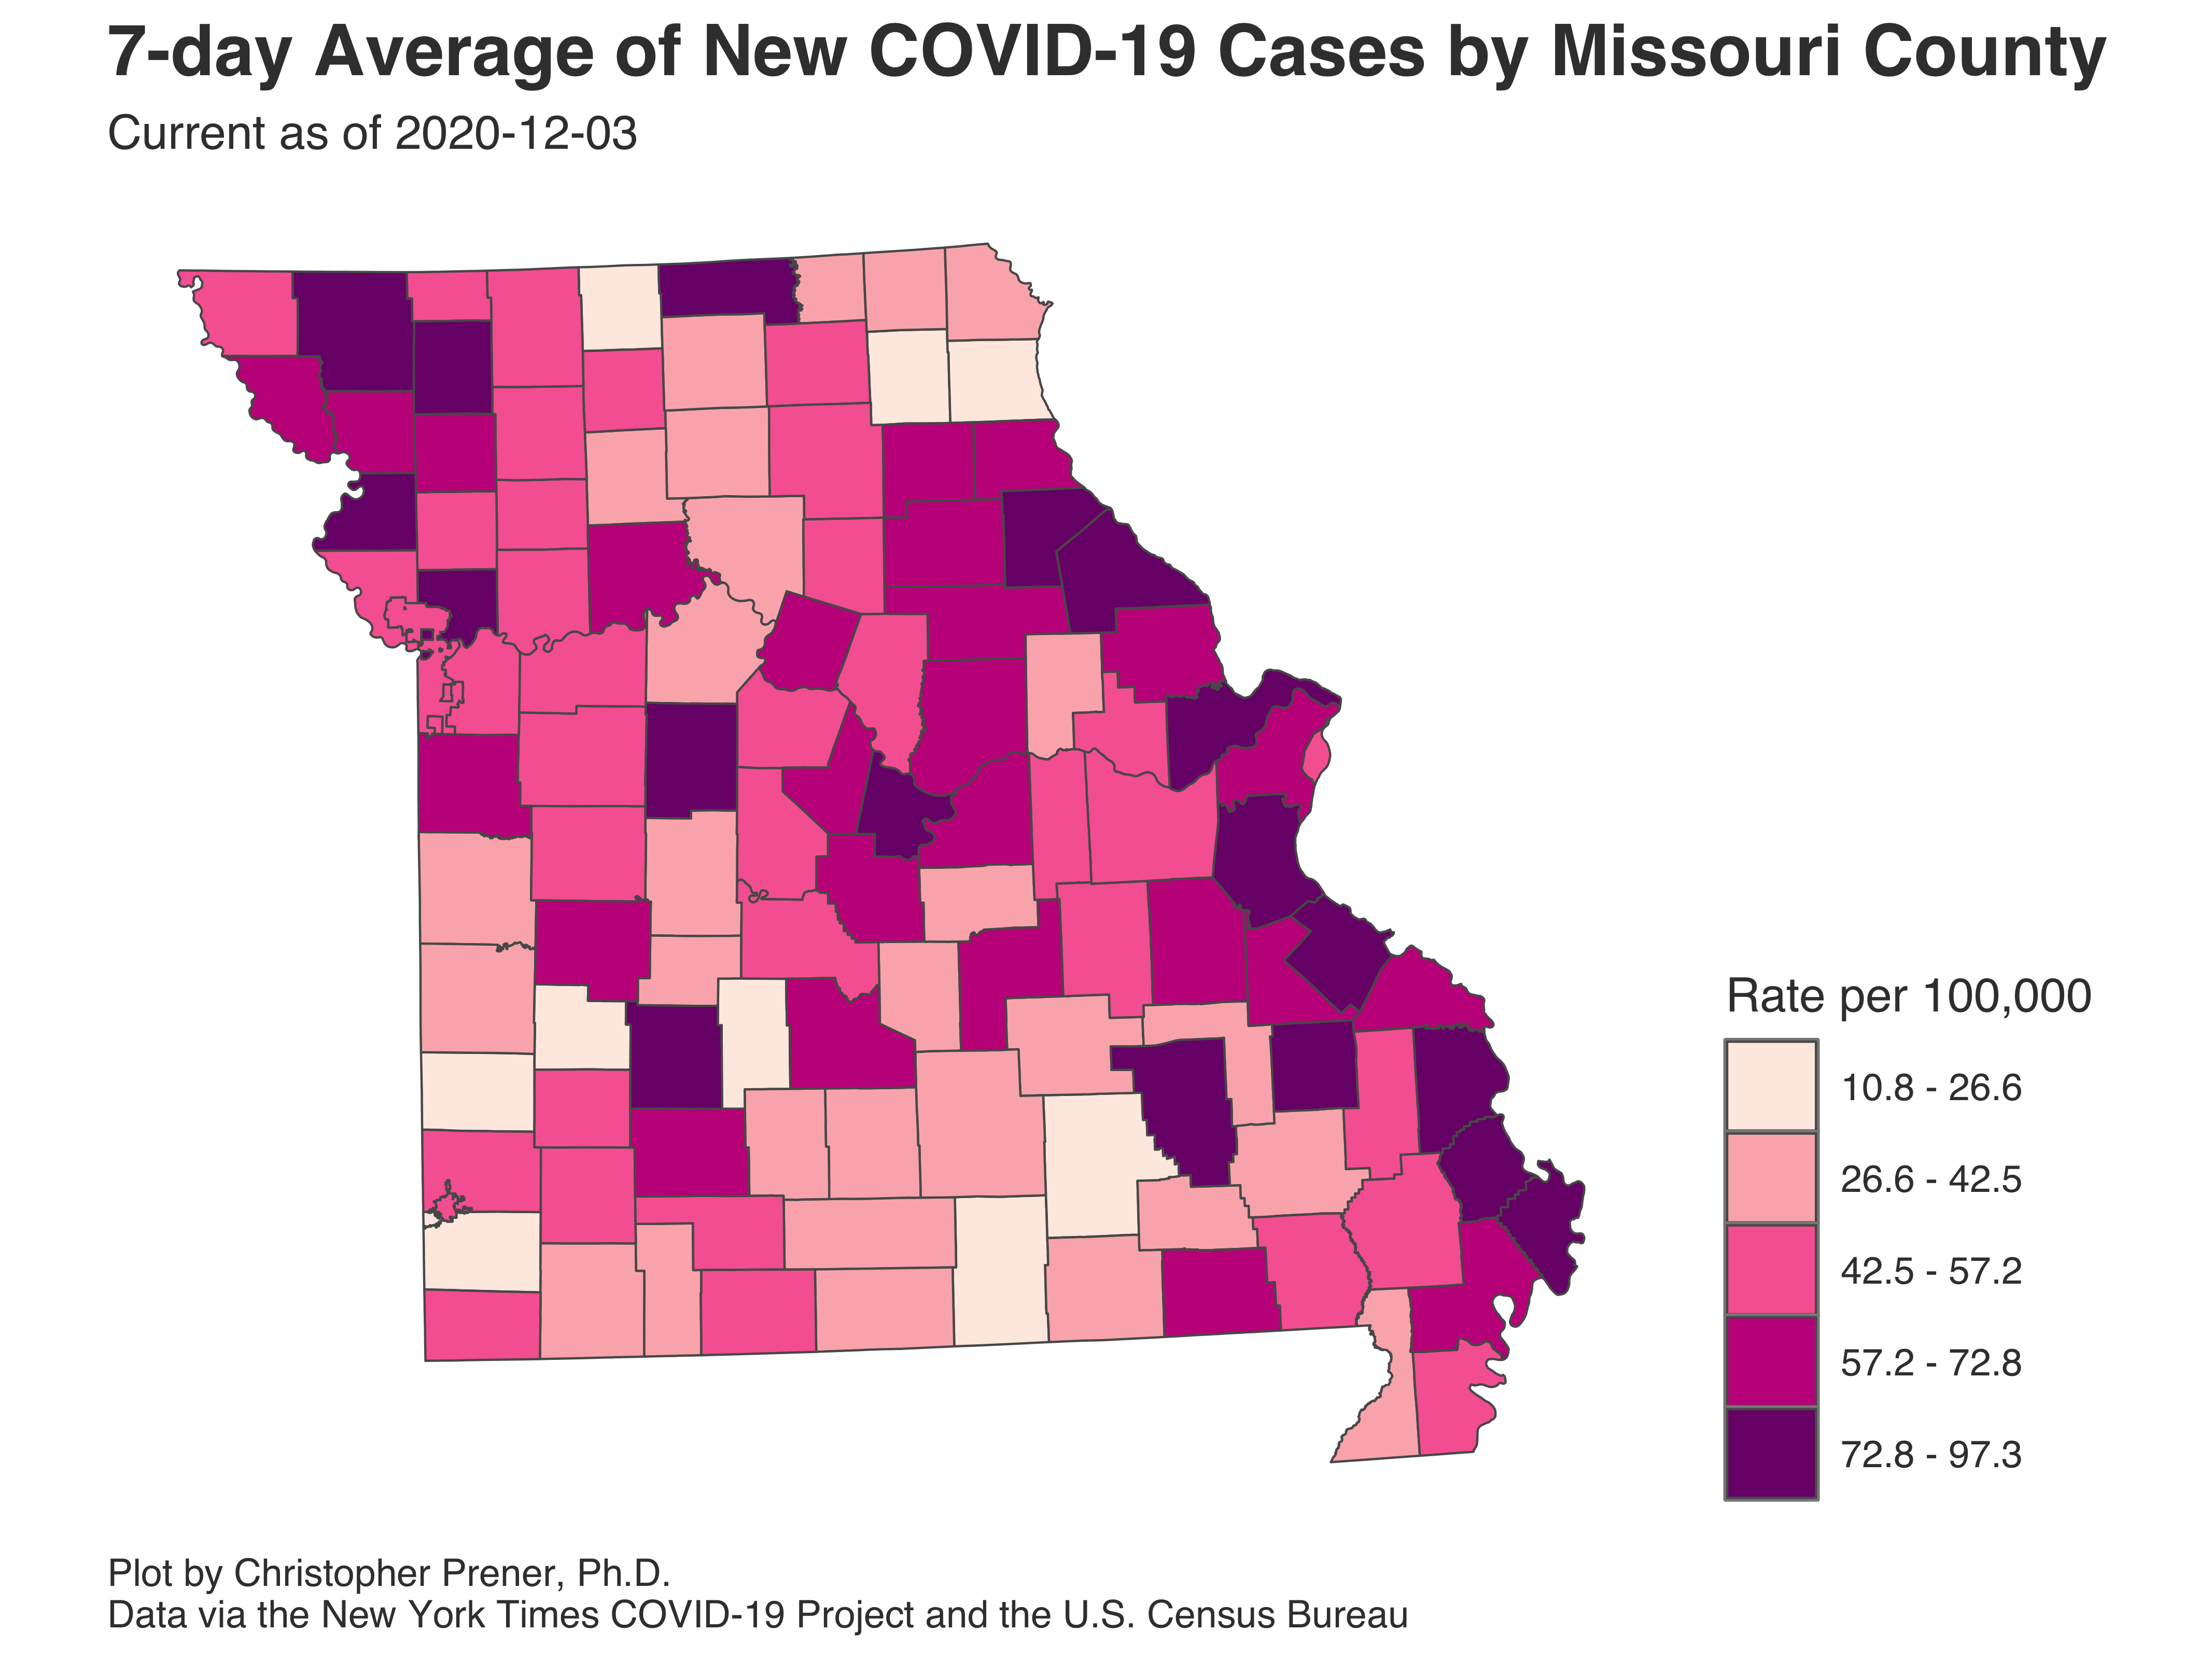 7-day Average of New COVID-19 Cases by Missouri County
Current as of 2020-12-03
Rate per 100,000
10.8 - 26.6
26.6 - 42.5
42.5 - 57.2
57.2 - 72.8
72.8 - 97.3
Plot by Christopher Prener, Ph.D.
Data via the New York Times COVID-19 Project and the U.S. Census Bureau